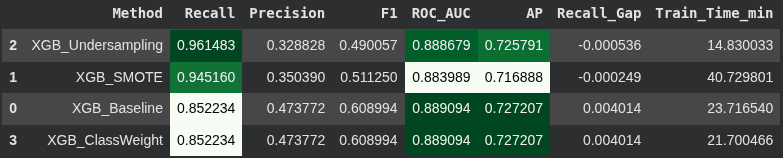 Method Recall Precision F1 ROC_AUC AP Recall_Gap Train_Time_min
2 XGB_Undersampling 0.961483 0.328828 0.490057 0.888679 0.725791 -0.000536 14.830033
1 XGB_SMOTE 0.945160 0.350390 0.511250 0.883989 0.716888 -0.000249 40.729801
0 XGB_Baseline 0.852234 0.473772 0.608994 0.889094 0.727207 0.004014 23.716540
3 XGB_ClassWeight 0.852234 0.473772 0.608994 0.889094 0.727207 0.004014 21.700466